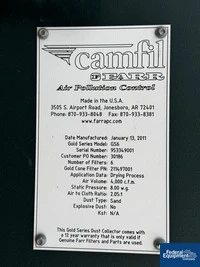 camfil
FARR
Air Pollution Control
Made in the U.S.A.
3505 S. Airport Road, Jonesboro, AR 72401
Phone: 870-933-8048 Fax: 870-933-8381
www.farrapc.com
Date Manufactured: January 13, 2011
Gold Series Model: GS6
Serial Number: 953349001
Customer PO Number: 30186
Number of Filters: 6
Gold Cone Filter PN: 211497001
Application Data: Drying Process
Air Volume: 4,000 c.f.m.
Static Pressure: 8.00 w.g.
Air to Cloth Ratio: 2.05:1
Dust Type: Sand
Explosive Dust: No
Kst: N/A
This Gold Series Dust Collector comes with
a 12 year warranty that is only valid if
Genuine Farr Filters and Parts are used.